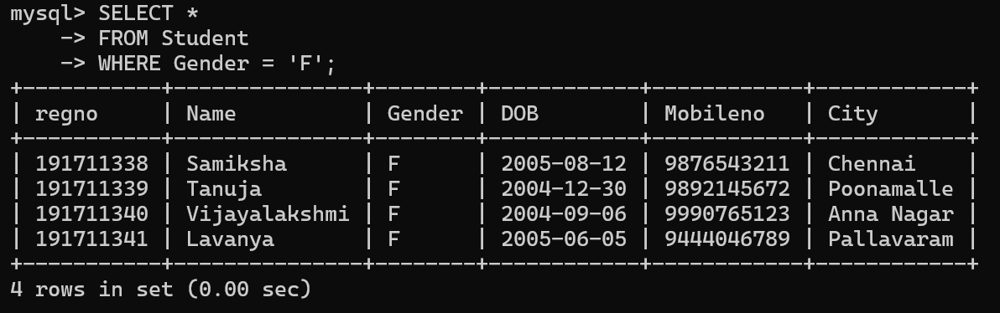 mysql> SELECT *
    -> FROM Student
    -> WHERE Gender = 'F';
+-----------+---------------+--------+------------+------------+------------+
| regno     | Name          | Gender | DOB        | Mobileno   | City       |
+-----------+---------------+--------+------------+------------+------------+
| 191711338 | Samiksha      | F      | 2005-08-12 | 9876543211 | Chennai    |
| 191711339 | Tanuja        | F      | 2004-12-30 | 9892145672 | Poonamalle |
| 191711340 | Vijayalakshmi | F      | 2004-09-06 | 9990765123 | Anna Nagar |
| 191711341 | Lavanya       | F      | 2005-06-05 | 9444046789 | Pallavaram |
+-----------+---------------+--------+------------+------------+------------+
4 rows in set (0.00 sec)